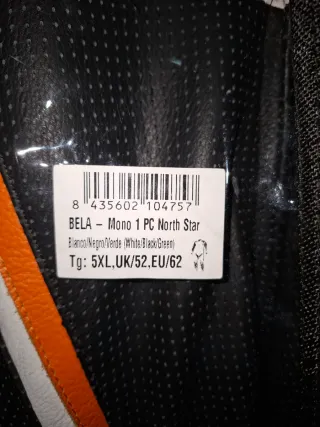 8 435602 104757
BELA - Mono 1 PC North Star
Blanco/Negro/Verde (White/Black/Green)
Tg: 5XL,UK/52,EU/62